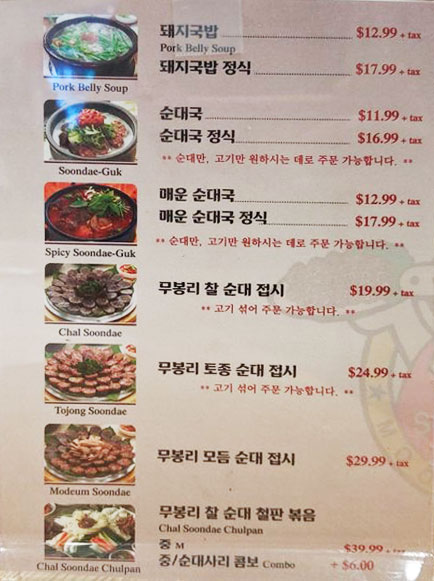 돼지국밥 $12.99 + tax
Pork Belly Soup
돼지국밥 정식 $17.99 + tax
Pork Belly Soup
순대국 $11.99 + tax
순대국 정식 $16.99 + tax
** 순대만, 고기만 원하시는 데로 주문 가능합니다. **
Soondae-Guk
매운 순대국 $12.99 + tax
매운 순대국 정식 $17.99 + tax
** 순대만, 고기만 원하시는 데로 주문 가능합니다. **
Spicy Soondae-Guk
무봉리 찰 순대 접시 $19.99 + tax
** 고기 섞어 주문 가능합니다. **
Chal Soondae
무봉리 토종 순대 접시 $24.99 + tax
** 고기 섞어 주문 가능합니다. **
Tojong Soondae
무봉리 모듬 순대 접시 $29.99 + tax
Modeum Soondae
무봉리 찰 순대 철판 볶음
Chal Soondae Chulpan
중 M $39.99 + tax
중/순대사리 콤보 Combo + $6.00
Chal Soondae Chulpan